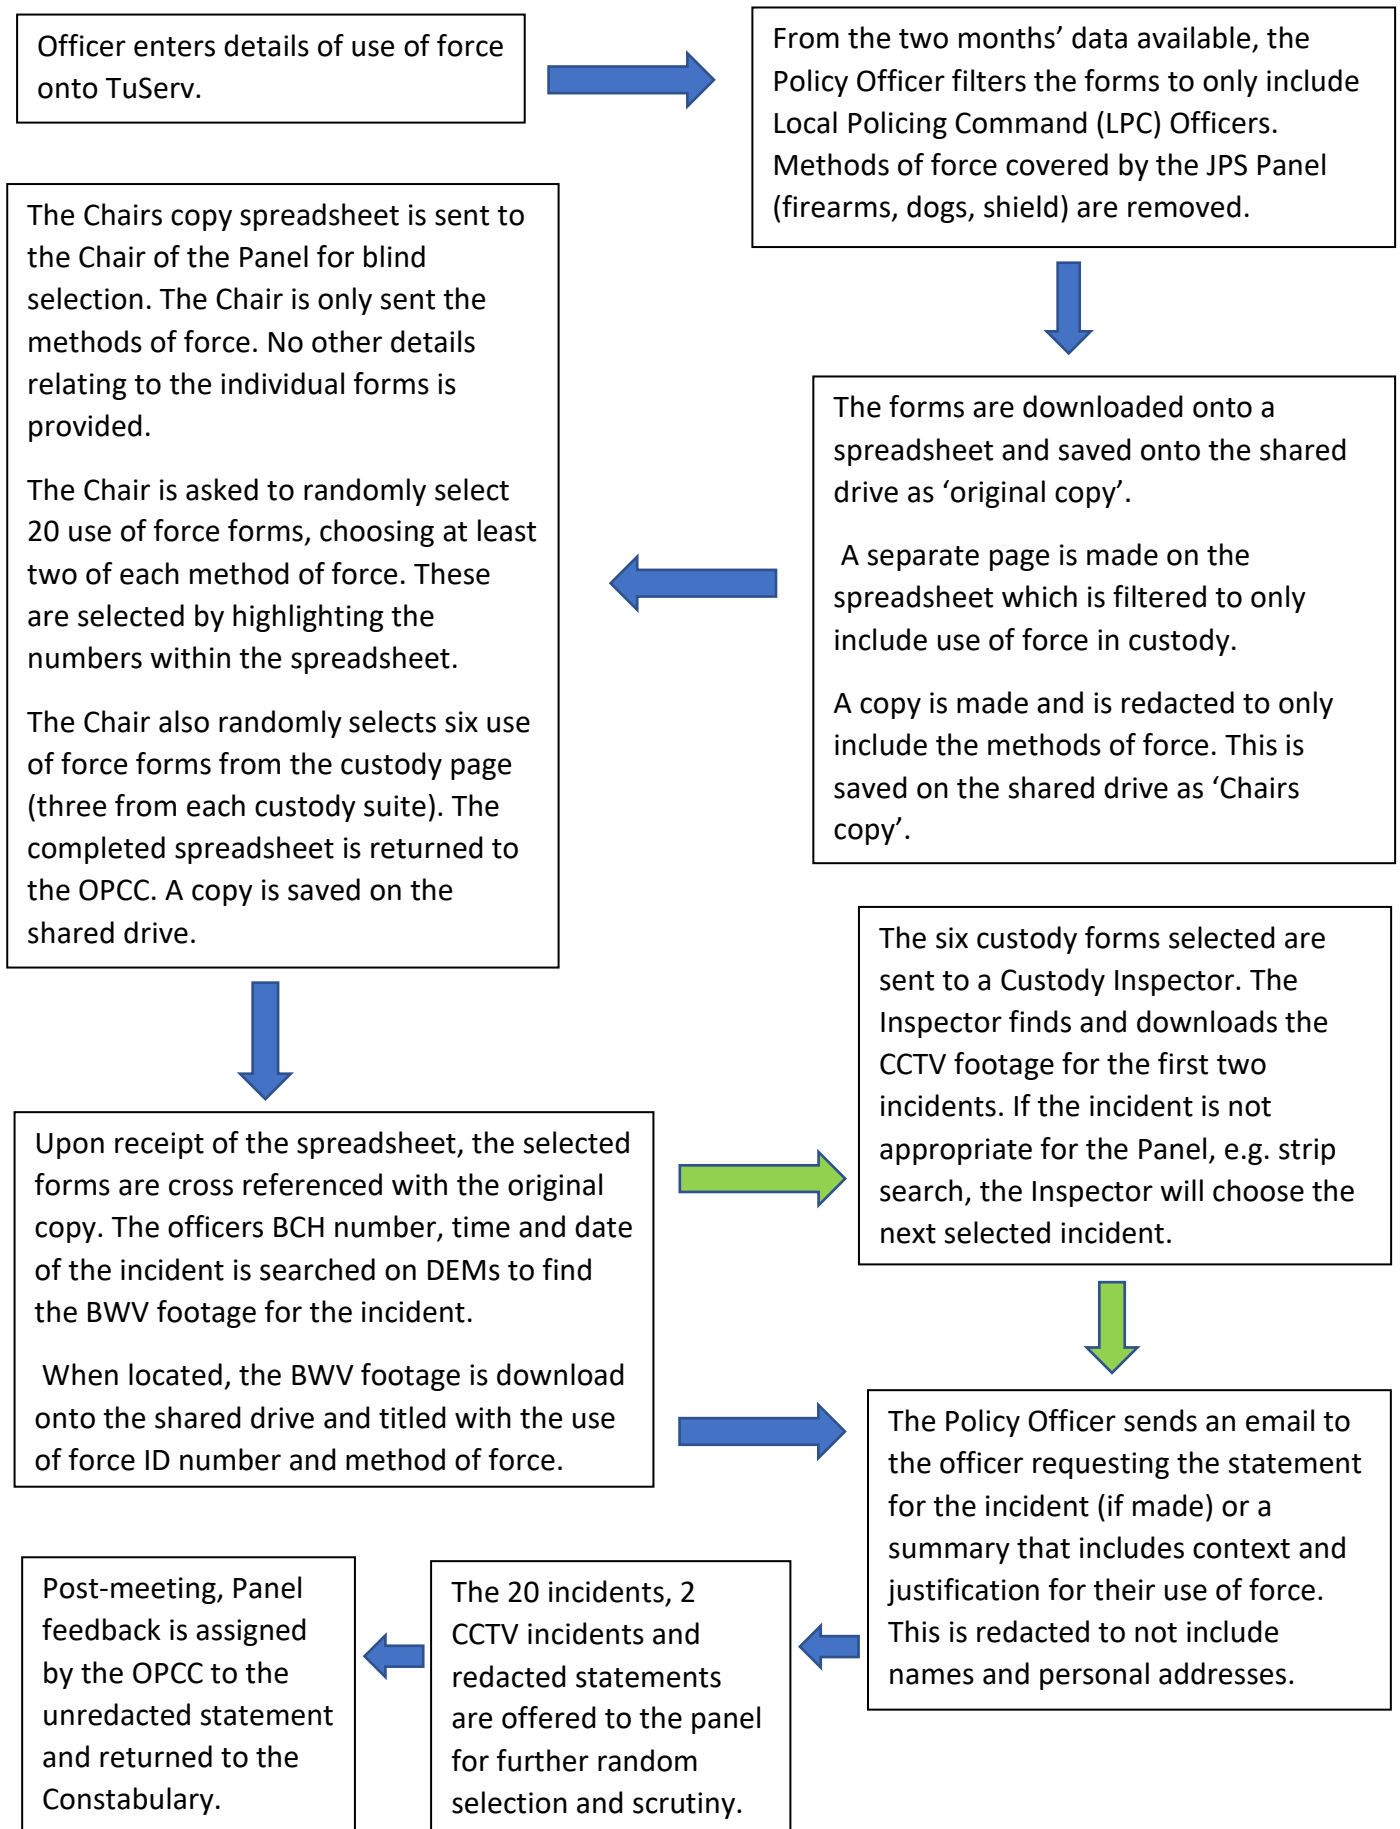 Officer enters details of use of force
onto TuServ.
From the two months’ data available, the
Policy Officer filters the forms to only include
Local Policing Command (LPC) Officers.
Methods of force covered by the JPS Panel
(firearms, dogs, shield) are removed.
The forms are downloaded onto a
spreadsheet and saved onto the shared
drive as ‘original copy’.
A separate page is made on the
spreadsheet which is filtered to only
include use of force in custody.
A copy is made and is redacted to only
include the methods of force. This is
saved on the shared drive as ‘Chairs
copy’.
The Chairs copy spreadsheet is sent to
the Chair of the Panel for blind
selection. The Chair is only sent the
methods of force. No other details
relating to the individual forms is
provided.
The Chair is asked to randomly select
20 use of force forms, choosing at least
two of each method of force. These
are selected by highlighting the
numbers within the spreadsheet.
The Chair also randomly selects six use
of force forms from the custody page
(three from each custody suite). The
completed spreadsheet is returned to
the OPCC. A copy is saved on the
shared drive.
Upon receipt of the spreadsheet, the selected
forms are cross referenced with the original
copy. The officers BCH number, time and date
of the incident is searched on DEMs to find
the BWV footage for the incident.
When located, the BWV footage is download
onto the shared drive and titled with the use
of force ID number and method of force.
The six custody forms selected are
sent to a Custody Inspector. The
Inspector finds and downloads the
CCTV footage for the first two
incidents. If the incident is not
appropriate for the Panel, e.g. strip
search, the Inspector will choose the
next selected incident.
The Policy Officer sends an email to
the officer requesting the statement
for the incident (if made) or a
summary that includes context and
justification for their use of force.
This is redacted to not include
names and personal addresses.
The 20 incidents, 2
CCTV incidents and
redacted statements
are offered to the panel
for further random
selection and scrutiny.
Post-meeting, Panel
feedback is assigned
by the OPCC to the
unredacted statement
and returned to the
Constabulary.